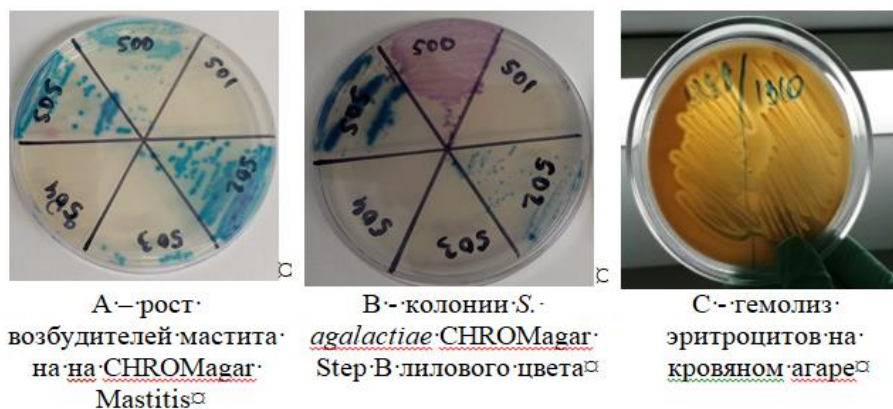 500
501
505
502
504
503
500
501
505
502
504
503
1310
А – рост
возбудителей мастита
на на CHROMagar
Mastitis
В - колонии S.
agalactiae CHROMagar
Step B лилового цвета
С - гемолиз
эритроцитов на
кровяном агаре